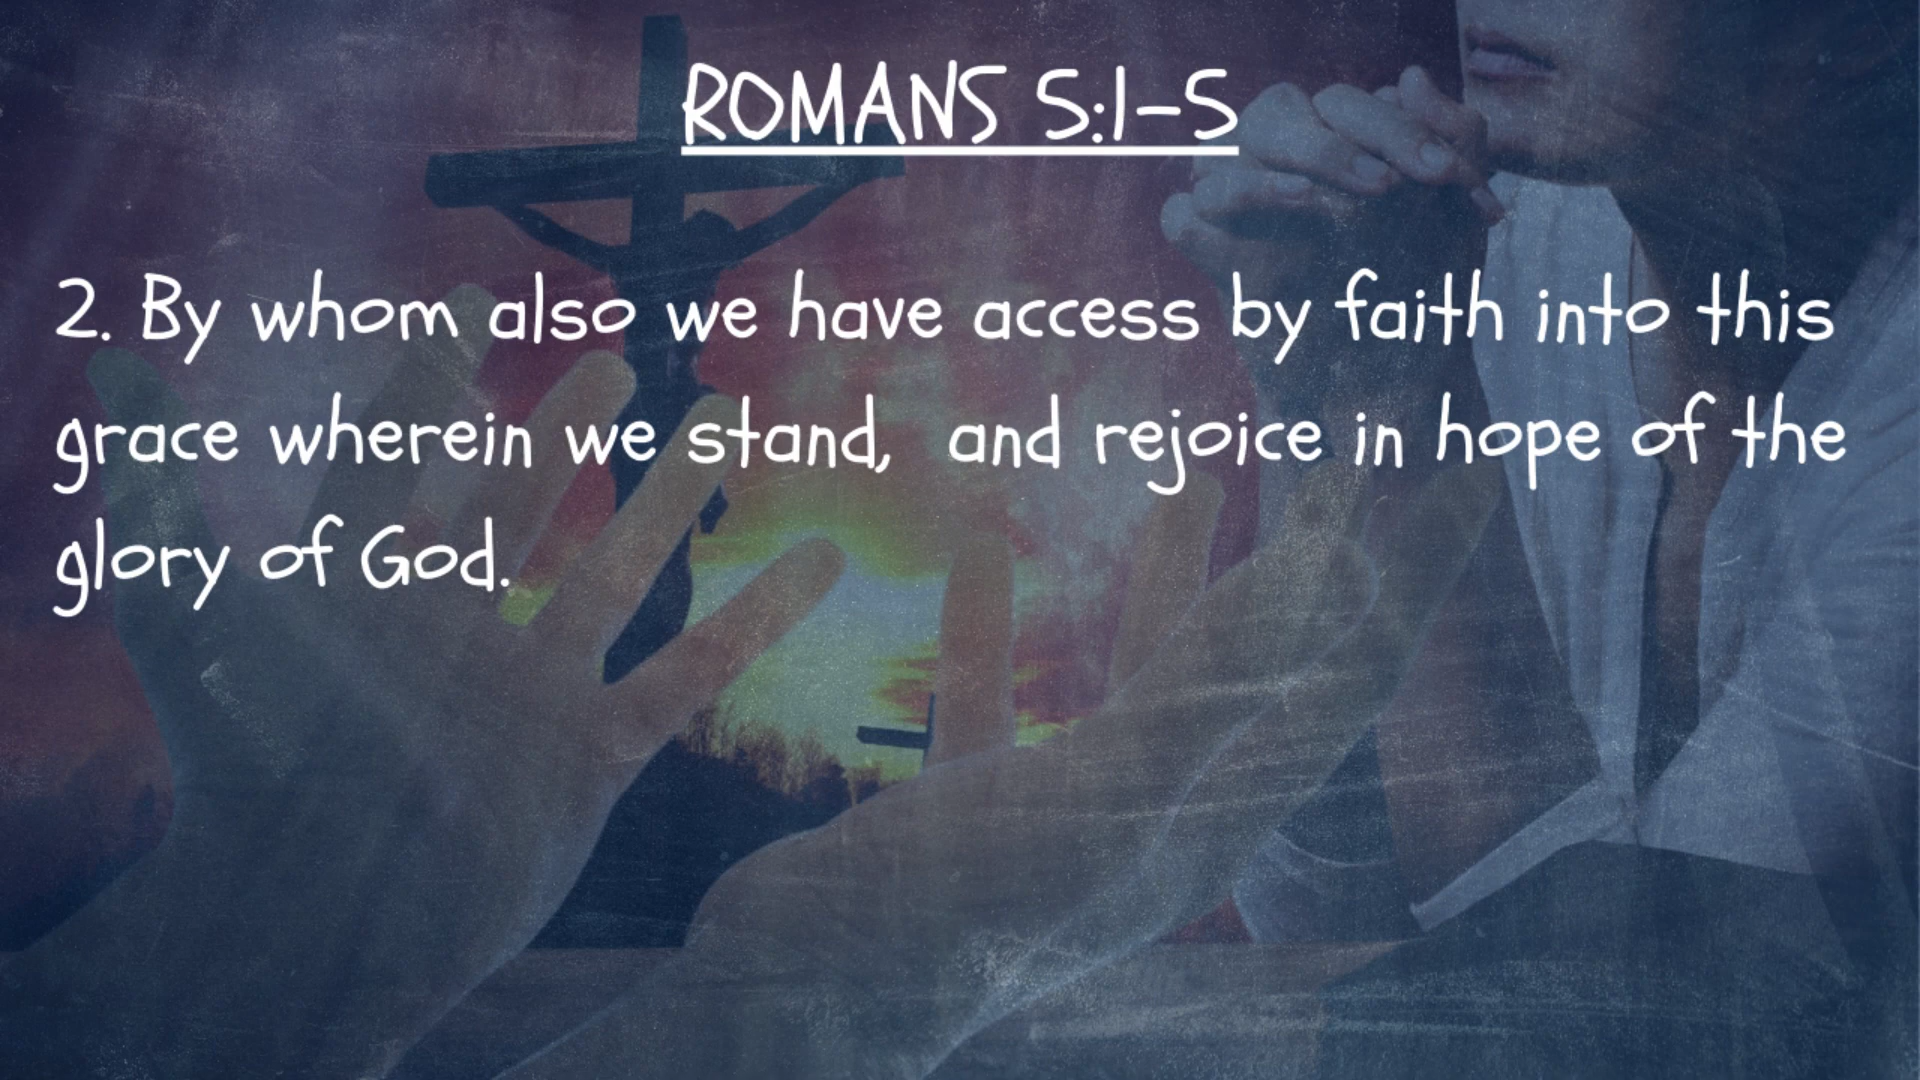 ROMANS 5:1-5
2. By whom also we have access by faith into this
grace wherein we stand,  and rejoice in hope of the
glory of God.